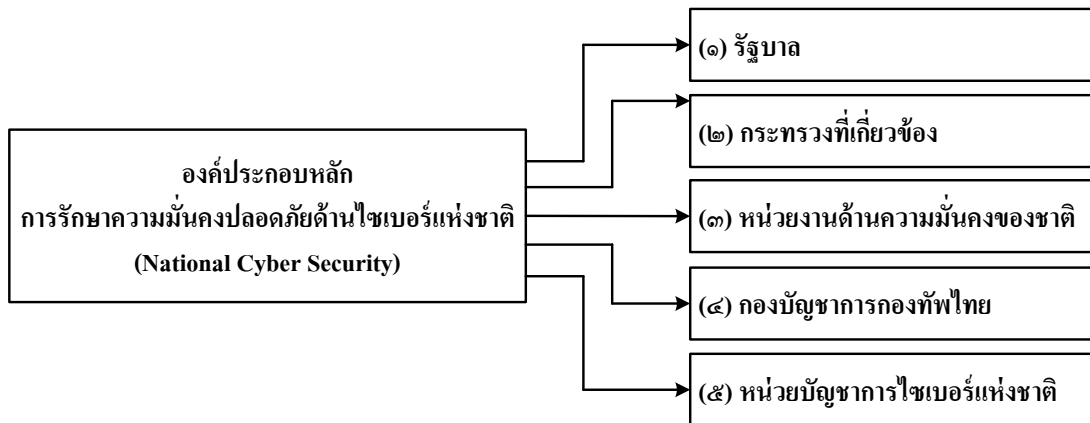 องค์ประกอบหลัก
การรักษาความมั่นคงปลอดภัยด้านไซเบอร์แห่งชาติ
(National Cyber Security)
(๑) รัฐบาล
(๒) กระทรวงที่เกี่ยวข้อง
(๓) หน่วยงานด้านความมั่นคงของชาติ
(๔) กองบัญชาการกองทัพไทย
(๕) หน่วยบัญชาการไซเบอร์แห่งชาติ